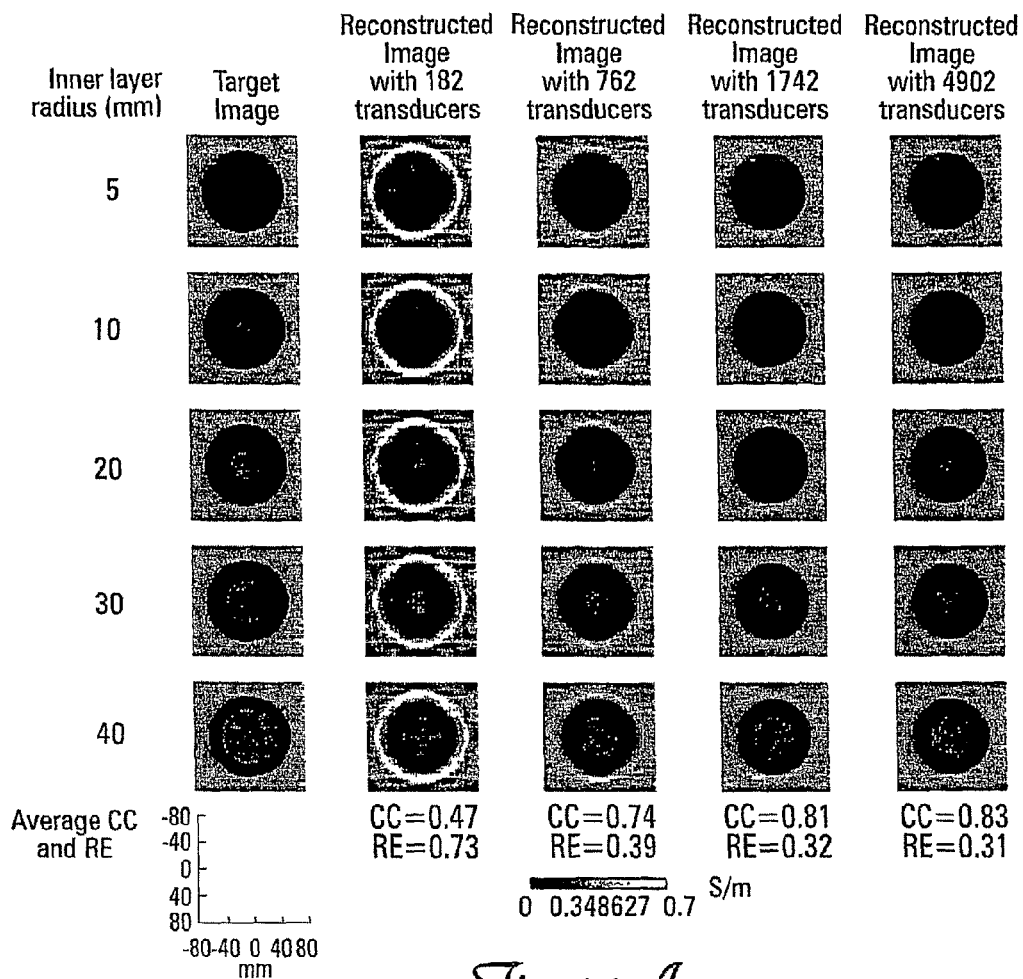 Inner layer
radius (mm)
Target
Image
Reconstructed
Image
with 182
transducers
Reconstructed
Image
with 762
transducers
Reconstructed
Image
with 1742
transducers
Reconstructed
Image
with 4902
transducers
5
10
20
30
40
Average CC
and RE
-80
-40
0
40
80
-80 -40 0 40 80
mm
CC=0.47
RE=0.73
CC=0.74
RE=0.39
CC=0.81
RE=0.32
CC=0.83
RE=0.31
0 0.348627 0.7 S/m